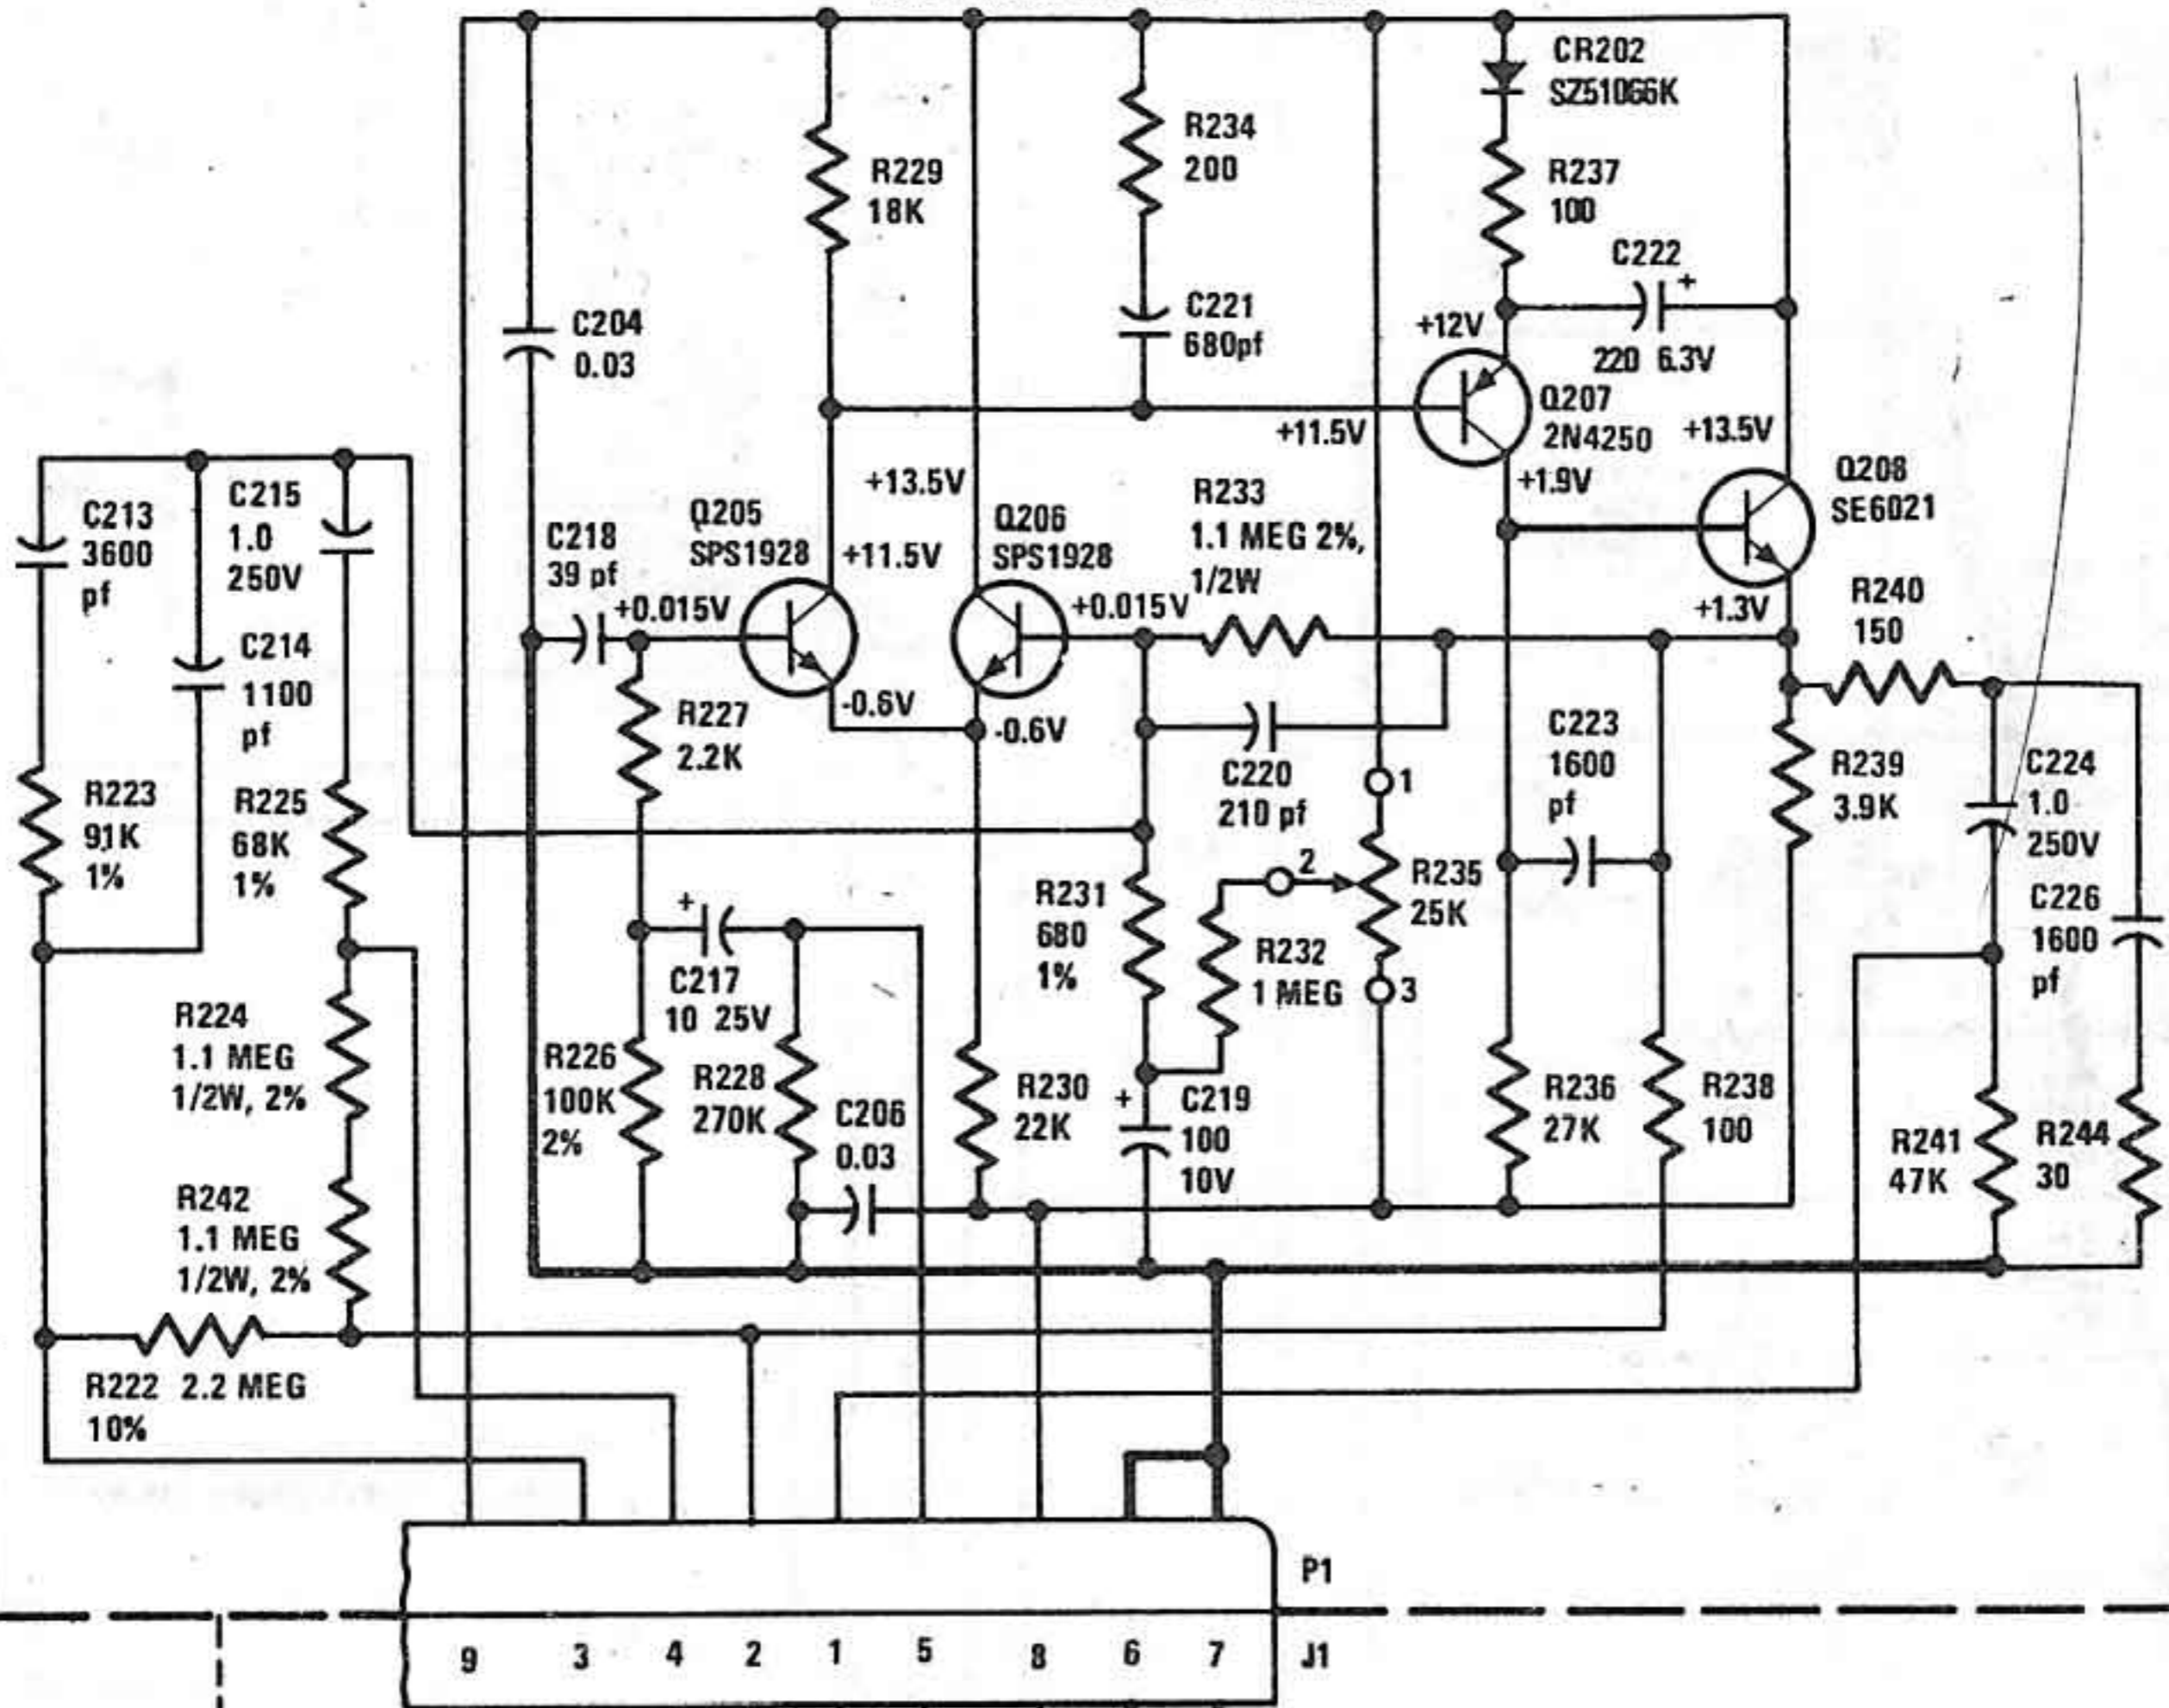 CR202
SZ51066K
R234
200
R229
18K
R237
100
C222
+
220 6.3V
C204
0.03
C221
680pf
+12V
Q207
2N4250
+11.5V
+13.5V
+1.9V
Q208
SE6021
C213
3600
pf
C215
1.0
250V
C214
1100
pf
C218
39 pf
Q205
SPS1928
+13.5V
+11.5V
Q206
SPS1928
R233
1.1 MEG 2%,
1/2W
+0.015V
+0.015V
+1.3V
R240
150
-0.6V
-0.6V
R227
2.2K
C220
210 pf
1
C223
1600
pf
R239
3.9K
C224
1.0
250V
R223
91K
1%
R225
68K
1%
R231
680
1%
2
R235
25K
R232
1 MEG
3
C226
1600
pf
+
C217
10 25V
R224
1.1 MEG
1/2W, 2%
R226
100K
2%
R228
270K
C206
0.03
R230
22K
+
C219
100
10V
R236
27K
R238
100
R241
47K
R244
30
R242
1.1 MEG
1/2W, 2%
R222 2.2 MEG
10%
P1
9 3 4 2 1 5 8 6 7
J1